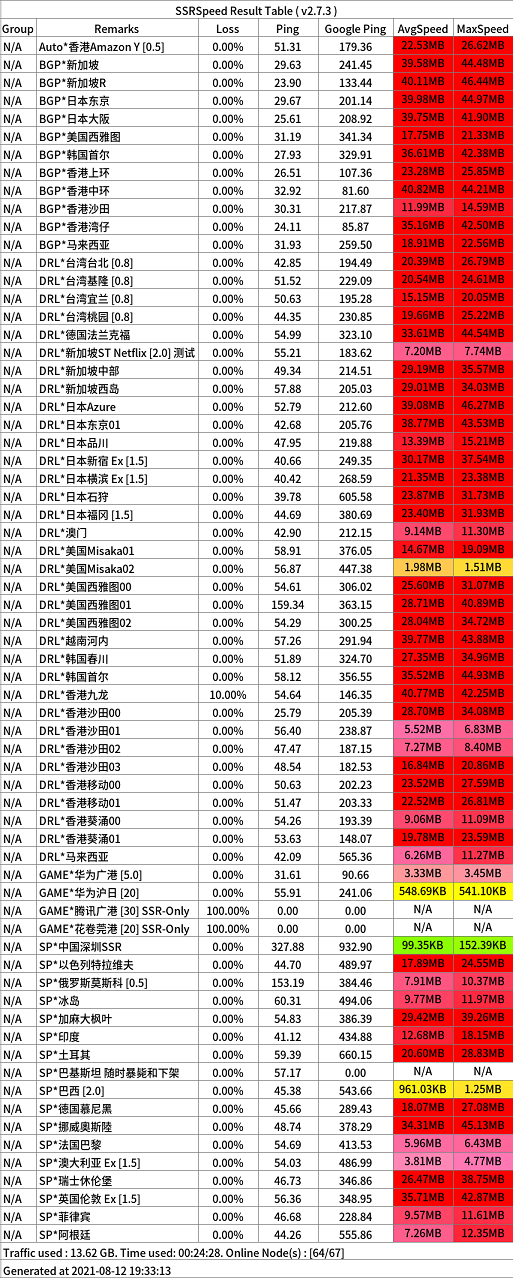 SSRSpeed Result Table ( v2.7.3 )
Group Remarks Loss Ping Google Ping AvgSpeed MaxSpeed
N/A Auto*香港Amazon Y [0.5] 0.00% 51.31 179.36 22.53MB 26.62MB
N/A BGP*新加坡 0.00% 29.63 241.45 39.58MB 44.48MB
N/A BGP*新加坡R 0.00% 23.90 133.44 40.11MB 46.44MB
N/A BGP*日本东京 0.00% 29.67 201.14 39.98MB 44.97MB
N/A BGP*日本大阪 0.00% 25.61 208.92 39.75MB 41.90MB
N/A BGP*美国西雅图 0.00% 31.19 341.34 17.75MB 21.33MB
N/A BGP*韩国首尔 0.00% 27.93 329.91 36.61MB 42.38MB
N/A BGP*香港上环 0.00% 26.51 107.36 23.28MB 25.85MB
N/A BGP*香港中环 0.00% 32.92 81.60 40.82MB 44.21MB
N/A BGP*香港沙田 0.00% 30.31 217.87 11.99MB 14.59MB
N/A BGP*香港湾仔 0.00% 24.11 85.87 35.16MB 42.50MB
N/A BGP*马来西亚 0.00% 31.93 259.50 18.91MB 22.56MB
N/A DRL*台湾台北 [0.8] 0.00% 42.85 194.49 20.39MB 26.79MB
N/A DRL*台湾基隆 [0.8] 0.00% 51.52 229.09 20.54MB 24.61MB
N/A DRL*台湾宜兰 [0.8] 0.00% 50.63 195.28 15.15MB 20.05MB
N/A DRL*台湾桃园 [0.8] 0.00% 44.35 230.85 19.66MB 25.22MB
N/A DRL*德国法兰克福 0.00% 54.99 323.10 33.61MB 44.54MB
N/A DRL*新加坡ST Netflix [2.0] 测试 0.00% 55.21 183.62 7.20MB 7.74MB
N/A DRL*新加坡中部 0.00% 49.34 214.51 29.19MB 35.57MB
N/A DRL*新加坡西岛 0.00% 57.88 205.03 29.01MB 34.03MB
N/A DRL*日本Azure 0.00% 52.79 212.60 39.08MB 46.27MB
N/A DRL*日本东京01 0.00% 42.68 205.76 38.77MB 43.53MB
N/A DRL*日本品川 0.00% 47.95 219.88 13.39MB 15.21MB
N/A DRL*日本新宿 Ex [1.5] 0.00% 40.66 249.35 30.17MB 37.54MB
N/A DRL*日本横滨 Ex [1.5] 0.00% 40.42 268.59 21.35MB 23.38MB
N/A DRL*日本石狩 0.00% 39.78 605.58 23.87MB 31.73MB
N/A DRL*日本福冈 [1.5] 0.00% 44.69 380.69 23.40MB 31.93MB
N/A DRL*澳门 0.00% 42.90 212.15 9.14MB 11.30MB
N/A DRL*美国Misaka01 0.00% 58.91 376.05 14.67MB 19.09MB
N/A DRL*美国Misaka02 0.00% 56.87 447.38 1.98MB 1.51MB
N/A DRL*美国西雅图00 0.00% 54.61 306.02 25.60MB 31.07MB
N/A DRL*美国西雅图01 0.00% 159.34 363.15 28.71MB 40.89MB
N/A DRL*美国西雅图02 0.00% 54.29 300.25 28.04MB 34.72MB
N/A DRL*越南河内 0.00% 57.26 291.94 39.77MB 43.88MB
N/A DRL*韩国春川 0.00% 51.89 324.70 27.35MB 34.96MB
N/A DRL*韩国首尔 0.00% 58.12 356.55 35.52MB 44.93MB
N/A DRL*香港九龙 10.00% 54.64 146.35 40.77MB 42.25MB
N/A DRL*香港沙田00 0.00% 25.79 205.39 28.70MB 34.08MB
N/A DRL*香港沙田01 0.00% 56.40 238.87 5.52MB 6.83MB
N/A DRL*香港沙田02 0.00% 47.47 187.15 7.27MB 8.40MB
N/A DRL*香港沙田03 0.00% 48.54 182.53 16.84MB 20.86MB
N/A DRL*香港移动00 0.00% 50.63 202.23 23.52MB 27.59MB
N/A DRL*香港移动01 0.00% 51.47 203.33 22.52MB 26.81MB
N/A DRL*香港葵涌00 0.00% 54.26 193.39 9.06MB 11.09MB
N/A DRL*香港葵涌01 0.00% 53.63 148.07 19.78MB 23.59MB
N/A DRL*马来西亚 0.00% 42.09 565.36 6.26MB 11.27MB
N/A GAME*华为广港 [5.0] 0.00% 31.61 90.66 3.33MB 3.45MB
N/A GAME*华为沪日 [20] 0.00% 55.91 241.06 548.69KB 541.10KB
N/A GAME*腾讯广港 [30] SSR-Only 100.00% 0.00 0.00 N/A N/A
N/A GAME*花卷莞港 [20] SSR-Only 100.00% 0.00 0.00 N/A N/A
N/A SP*中国深圳SSR 0.00% 327.88 932.90 99.35KB 152.39KB
N/A SP*以色列特拉维夫 0.00% 44.70 489.97 17.89MB 24.55MB
N/A SP*俄罗斯莫斯科 [0.5] 0.00% 153.19 384.46 7.91MB 10.37MB
N/A SP*冰岛 0.00% 60.31 494.06 9.77MB 11.97MB
N/A SP*加麻大枫叶 0.00% 54.83 386.39 29.42MB 39.26MB
N/A SP*印度 0.00% 41.12 434.88 12.68MB 18.15MB
N/A SP*土耳其 0.00% 59.39 660.15 20.60MB 28.83MB
N/A SP*巴基斯坦 随时暴毙和下架 0.00% 57.17 0.00 N/A N/A
N/A SP*巴西 [2.0] 0.00% 45.38 543.66 961.03KB 1.25MB
N/A SP*德国慕尼黑 0.00% 45.66 289.43 18.07MB 27.08MB
N/A SP*挪威奥斯陸 0.00% 48.74 378.29 34.31MB 45.13MB
N/A SP*法国巴黎 0.00% 54.69 413.53 5.96MB 6.43MB
N/A SP*澳大利亚 Ex [1.5] 0.00% 54.03 486.99 3.81MB 4.77MB
N/A SP*瑞士休伦堡 0.00% 46.73 346.86 26.47MB 38.75MB
N/A SP*英国伦敦 Ex [1.5] 0.00% 56.36 348.95 35.71MB 42.87MB
N/A SP*菲律宾 0.00% 46.68 228.84 9.57MB 11.61MB
N/A SP*阿根廷 0.00% 44.26 555.86 7.26MB 12.35MB
Traffic used : 13.62 GB. Time used: 00:24:28. Online Node(s) : [64/67]
Generated at 2021-08-12 19:33:13